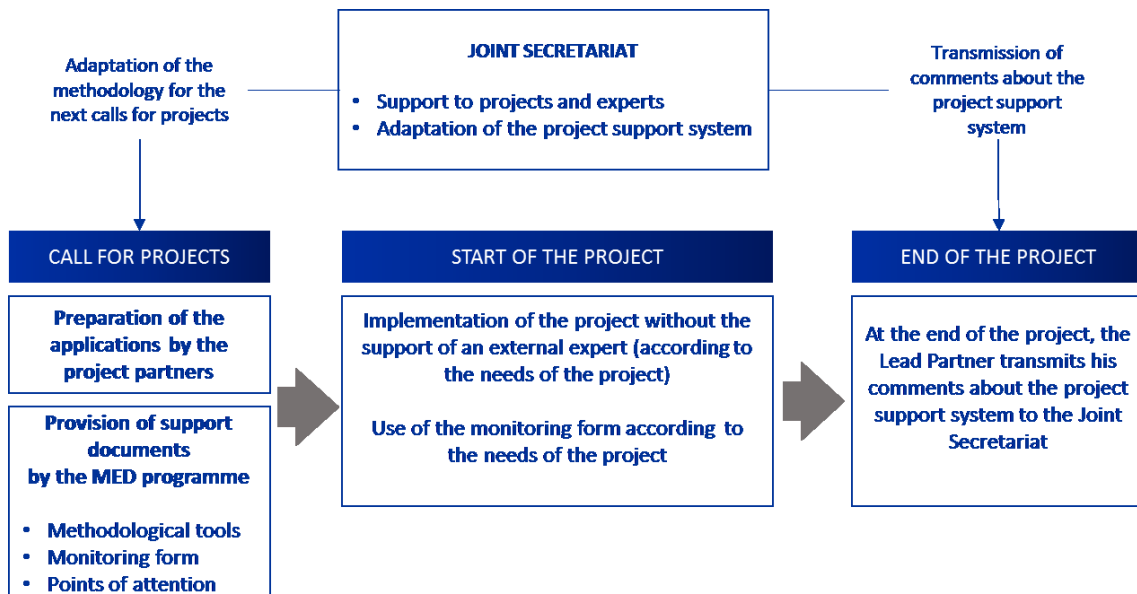 JOINT SECRETARIAT
• Support to projects and experts
• Adaptation of the project support system
Adaptation of the
methodology for the
next calls for projects
Transmission of
comments about the
project support
system
CALL FOR PROJECTS
Preparation of the
applications by the
project partners
Provision of support
documents
by the MED programme
• Methodological tools
• Monitoring form
• Points of attention
START OF THE PROJECT
Implementation of the project without the
support of an external expert (according to
the needs of the project)
Use of the monitoring form according to
the needs of the project
END OF THE PROJECT
At the end of the project, the
Lead Partner transmits his
comments about the project
support system to the Joint
Secretariat